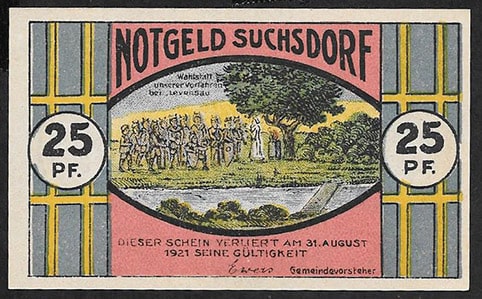 NOTGELD SUCHSDORF
Wahlstatt
unserer Vorfahren
bei Levensau
25
PF.
25
PF.
DIESER SCHEIN VERLIERT AM 31. AUGUST
1921 SEINE GÜLTIGKEIT
Ewers Gemeindevorsteher